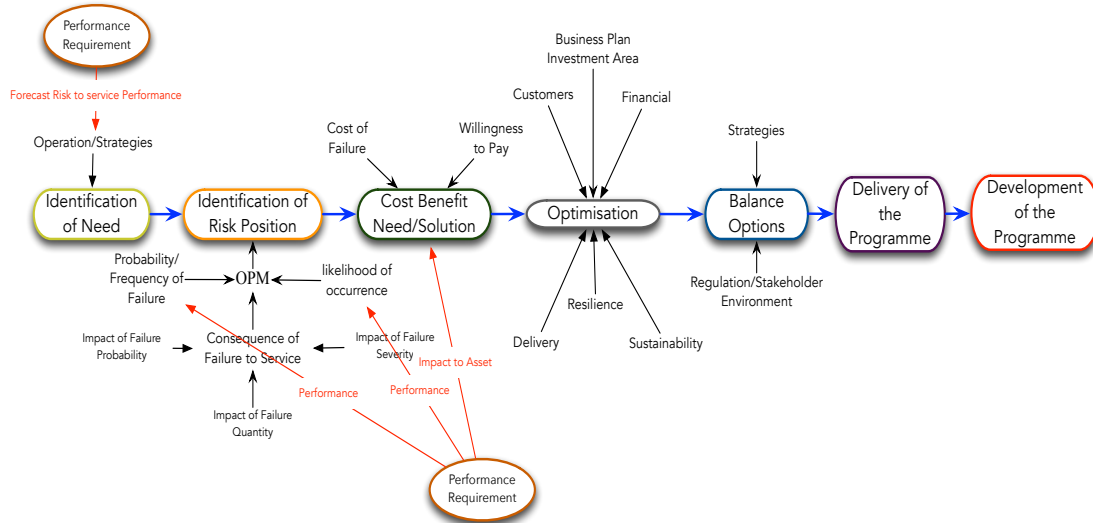 Performance
Requirement
Forecast Risk to service Performance
Operation/Strategies
Identification
of Need
Identification of
Risk Position
Cost of
Failure
Willingness
to Pay
Cost Benefit
Need/Solution
Business Plan
Investment Area
Customers
Financial
Optimisation
Delivery
Resilience
Sustainability
Strategies
Balance
Options
Regulation/Stakeholder
Environment
Delivery of
the
Programme
Development
of the
Programme
Probability/
Frequency of
Failure
OPM
likelihood of
occurrence
Impact of Failure
Probability
Consequence of
Failure to Service
Impact of Failure
Severity
Impact to Asset
Performance
Performance
Impact of Failure
Quantity
Performance
Requirement